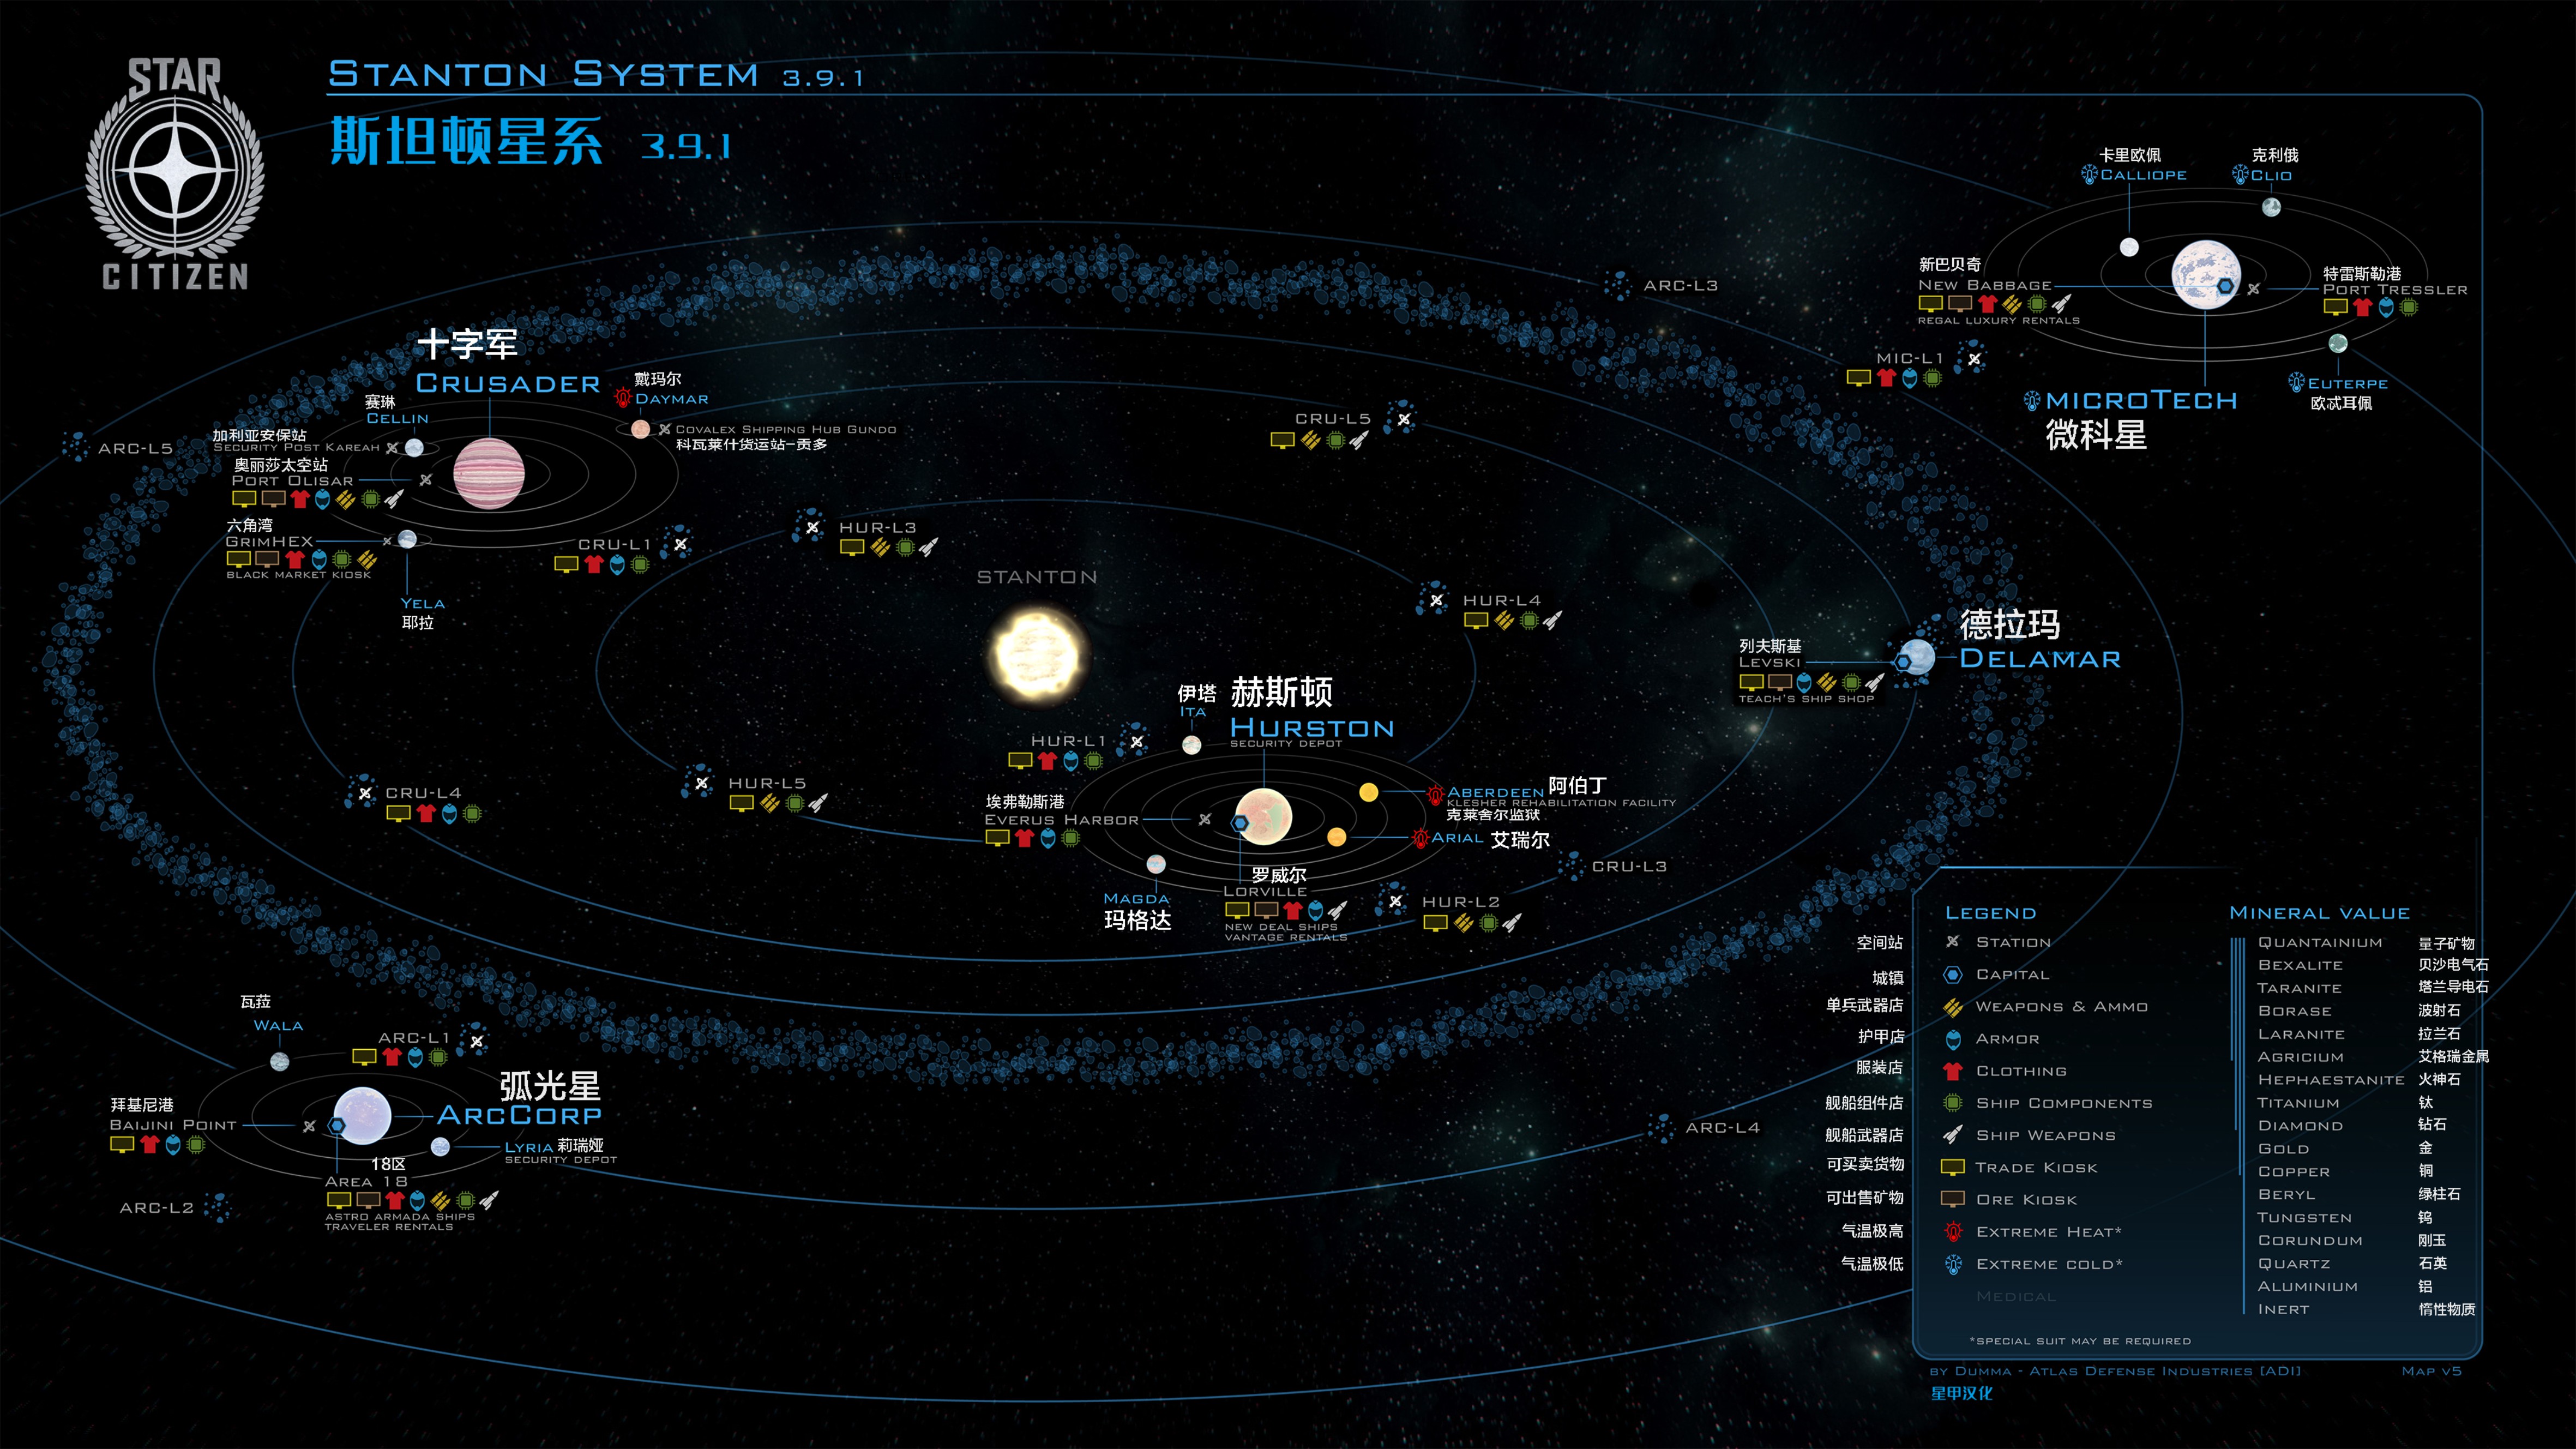 STAR
CITIZEN
STANTON SYSTEM 3.9.1
斯坦顿星系 3.9.1
卡里欧佩
CALLIOPE
克利俄
CLIO
新巴贝奇
NEW BABBAGE
REGAL LUXURY RENTALS
特雷斯勒港
PORT TRESSLER
MIC-L1
MICROTECH
微科星
EUTERPE
欧忒耳佩
ARC-L3
十字军
CRUSADER
赛琳
CELLIN
戴玛尔
DAYMAR
COVALEX SHIPPING HUB GUNDO
科瓦莱什货运站-贡多
加利亚安保站
SECURITY POST KAREAH
奥丽莎太空站
PORT OLISAR
六角湾
GRIMHEX
BLACK MARKET KIOSK
YELA
耶拉
ARC-L5
CRU-L5
CRU-L1
HUR-L3
STANTON
HUR-L4
列夫斯基
LEVSKI
TEACH'S SHIP SHOP
德拉玛
DELAMAR
伊塔
ITA
赫斯顿
HURSTON
SECURITY DEPOT
HUR-L1
CRU-L4
HUR-L5
埃弗勒斯港
EVERUS HARBOR
ABERDEEN 阿伯丁
KLESHER REHABILITATION FACILITY
克莱舍尔监狱
ARIAL 艾瑞尔
CRU-L3
MAGDA
玛格达
罗威尔
LORVILLE
NEW DEAL SHIPS
VANTAGE RENTALS
HUR-L2
瓦菈
WALA
ARC-L1
弧光星
ARCCORP
拜基尼港
BAIJINI POINT
LYRIA 莉瑞娅
SECURITY DEPOT
18区
AREA 18
ASTRO ARMADA SHIPS
TRAVELER RENTALS
ARC-L2
ARC-L4
LEGEND
空间站 STATION
城镇 CAPITAL
单兵武器店 WEAPONS & AMMO
护甲店 ARMOR
服装店 CLOTHING
舰船组件店 SHIP COMPONENTS
舰船武器店 SHIP WEAPONS
可买卖货物 TRADE KIOSK
可出售矿物 ORE KIOSK
气温极高 EXTREME HEAT*
气温极低 EXTREME COLD*
MEDICAL
*SPECIAL SUIT MAY BE REQUIRED
MINERAL VALUE
QUANTAINIUM 量子矿物
BEXALITE 贝沙电气石
TARANITE 塔兰导电石
BORASE 波射石
LARANITE 拉兰石
AGRICIUM 艾格瑞金属
HEPHAESTANITE 火神石
TITANIUM 钛
DIAMOND 钻石
GOLD 金
COPPER 铜
BERYL 绿柱石
TUNGSTEN 钨
CORUNDUM 刚玉
QUARTZ 石英
ALUMINIUM 铝
INERT 惰性物质
BY DUMMA - ATLAS DEFENSE INDUSTRIES [ADI]
MAP V5
星甲汉化